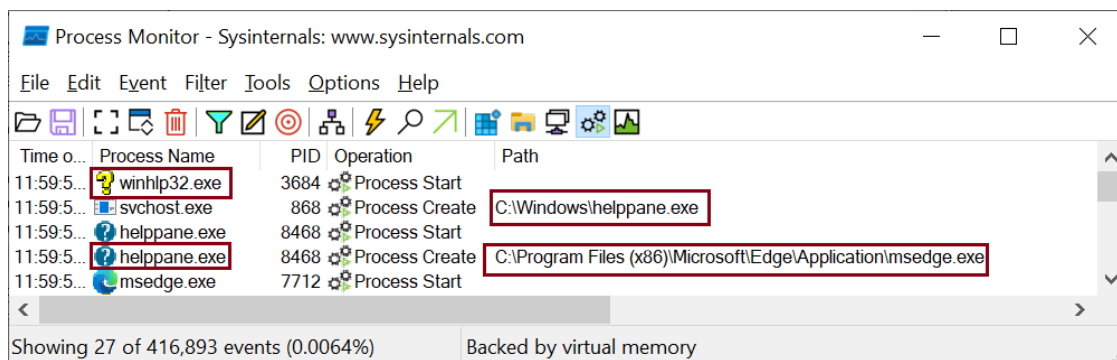 Process Monitor - Sysinternals: www.sysinternals.com
File Edit Event Filter Tools Options Help
Time o... Process Name PID Operation Path
11:59:5... winhlp32.exe 3684 Process Start
11:59:5... svchost.exe 868 Process Create C:\Windows\helppane.exe
11:59:5... helppane.exe 8468 Process Start
11:59:5... helppane.exe 8468 Process Create C:\Program Files (x86)\Microsoft\Edge\Application\msedge.exe
11:59:5... msedge.exe 7712 Process Start
Showing 27 of 416,893 events (0.0064%) Backed by virtual memory